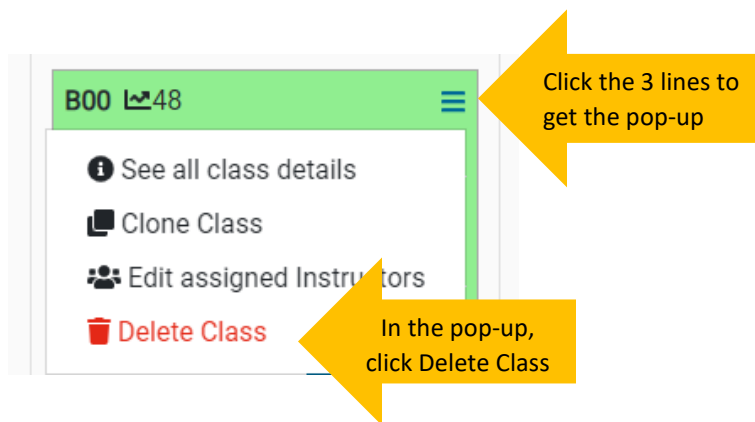 B00 48
Click the 3 lines to
get the pop-up
See all class details
Clone Class
Edit assigned Instructors
Delete Class
In the pop-up,
click Delete Class